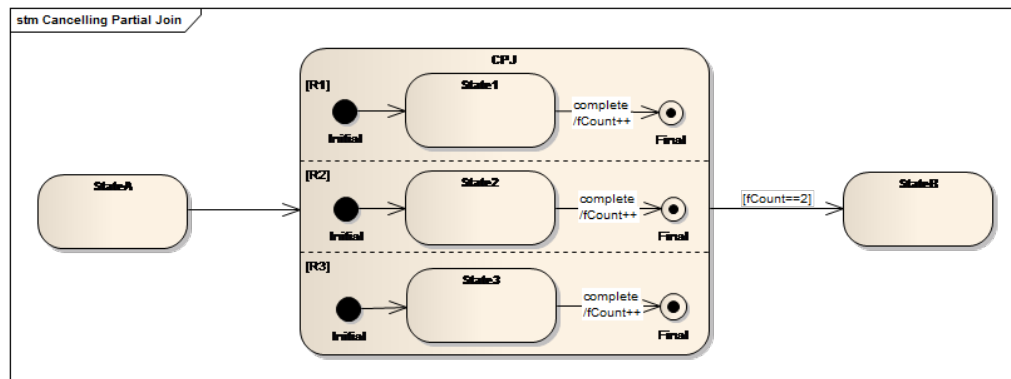 stm Cancelling Partial Join
CPJ
[R1]
State1
complete
/fCount++
Initial
Final
StateA
[R2]
State2
complete
/fCount++
Initial
Final
[fCount==2]
StateB
[R3]
State3
complete
/fCount++
Initial
Final